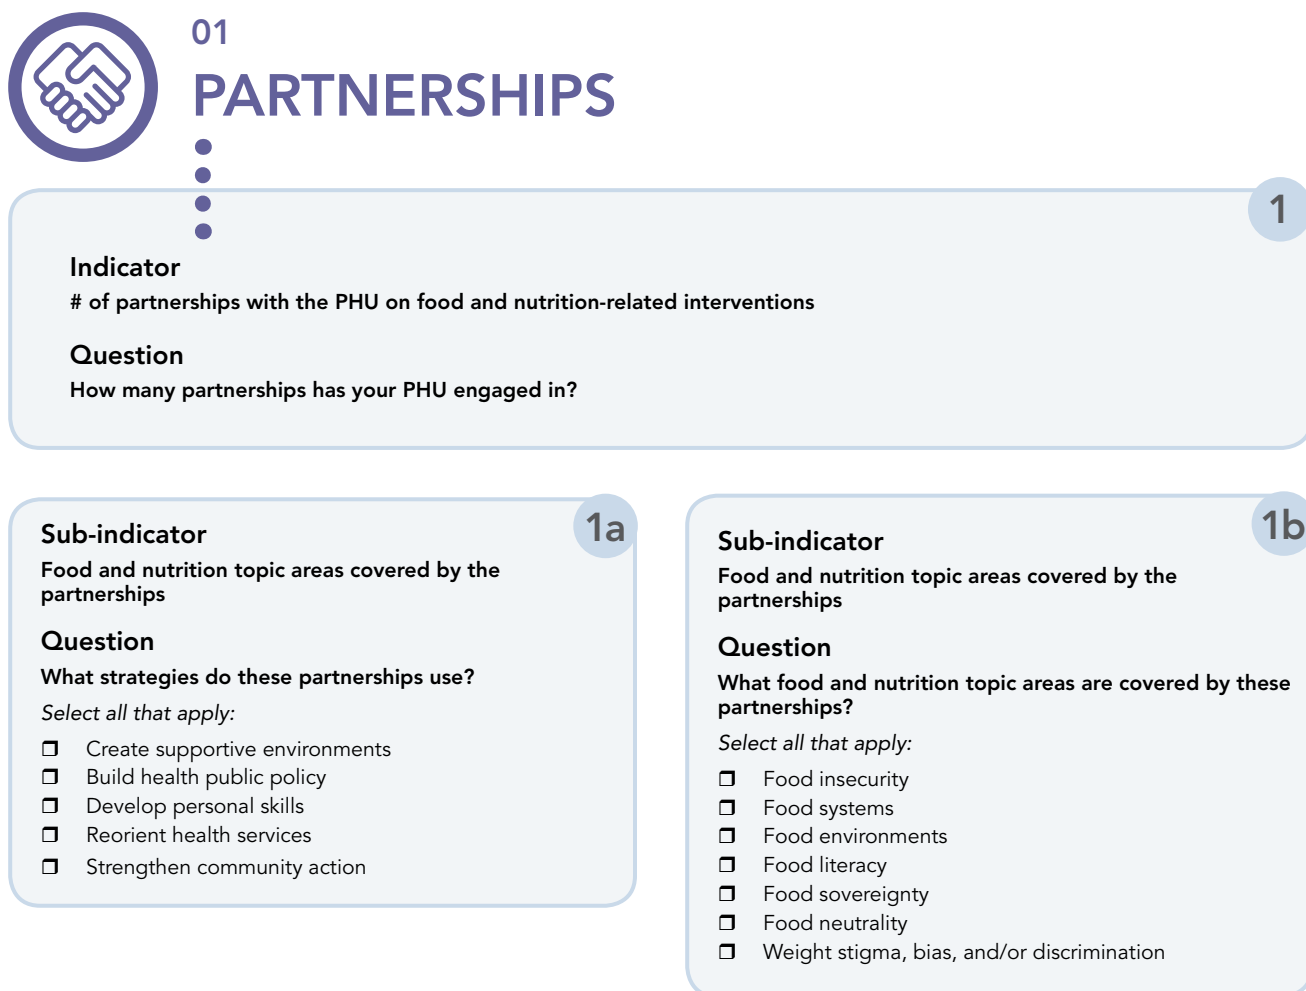 01
PARTNERSHIPS
1
Indicator
# of partnerships with the PHU on food and nutrition-related interventions
Question
How many partnerships has your PHU engaged in?
1a
Sub-indicator
Food and nutrition topic areas covered by the
partnerships
Question
What strategies do these partnerships use?
Select all that apply:
Create supportive environments
Build health public policy
Develop personal skills
Reorient health services
Strengthen community action
1b
Sub-indicator
Food and nutrition topic areas covered by the
partnerships
Question
What food and nutrition topic areas are covered by these
partnerships?
Select all that apply:
Food insecurity
Food systems
Food environments
Food literacy
Food sovereignty
Food neutrality
Weight stigma, bias, and/or discrimination